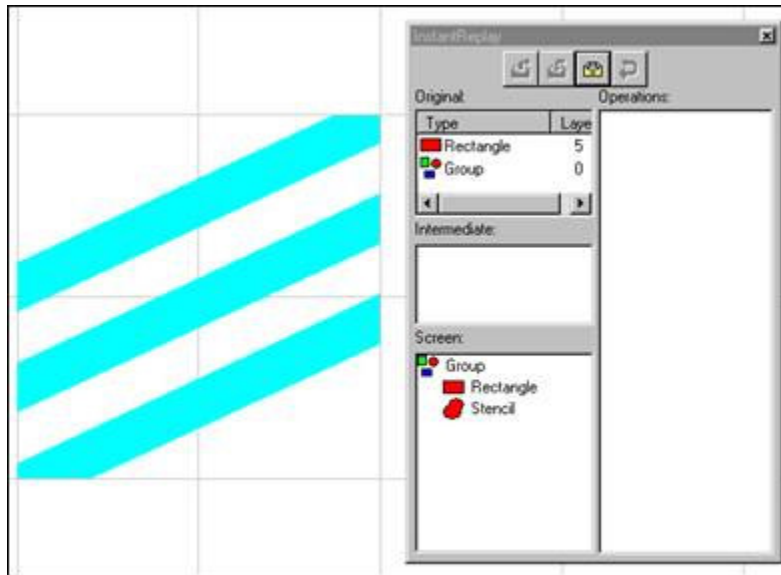 InstantReplay
Original:
Operations:
Type Laye
Rectangle 5
Group 0
Intermediate:
Screen:
Group
Rectangle
Stencil